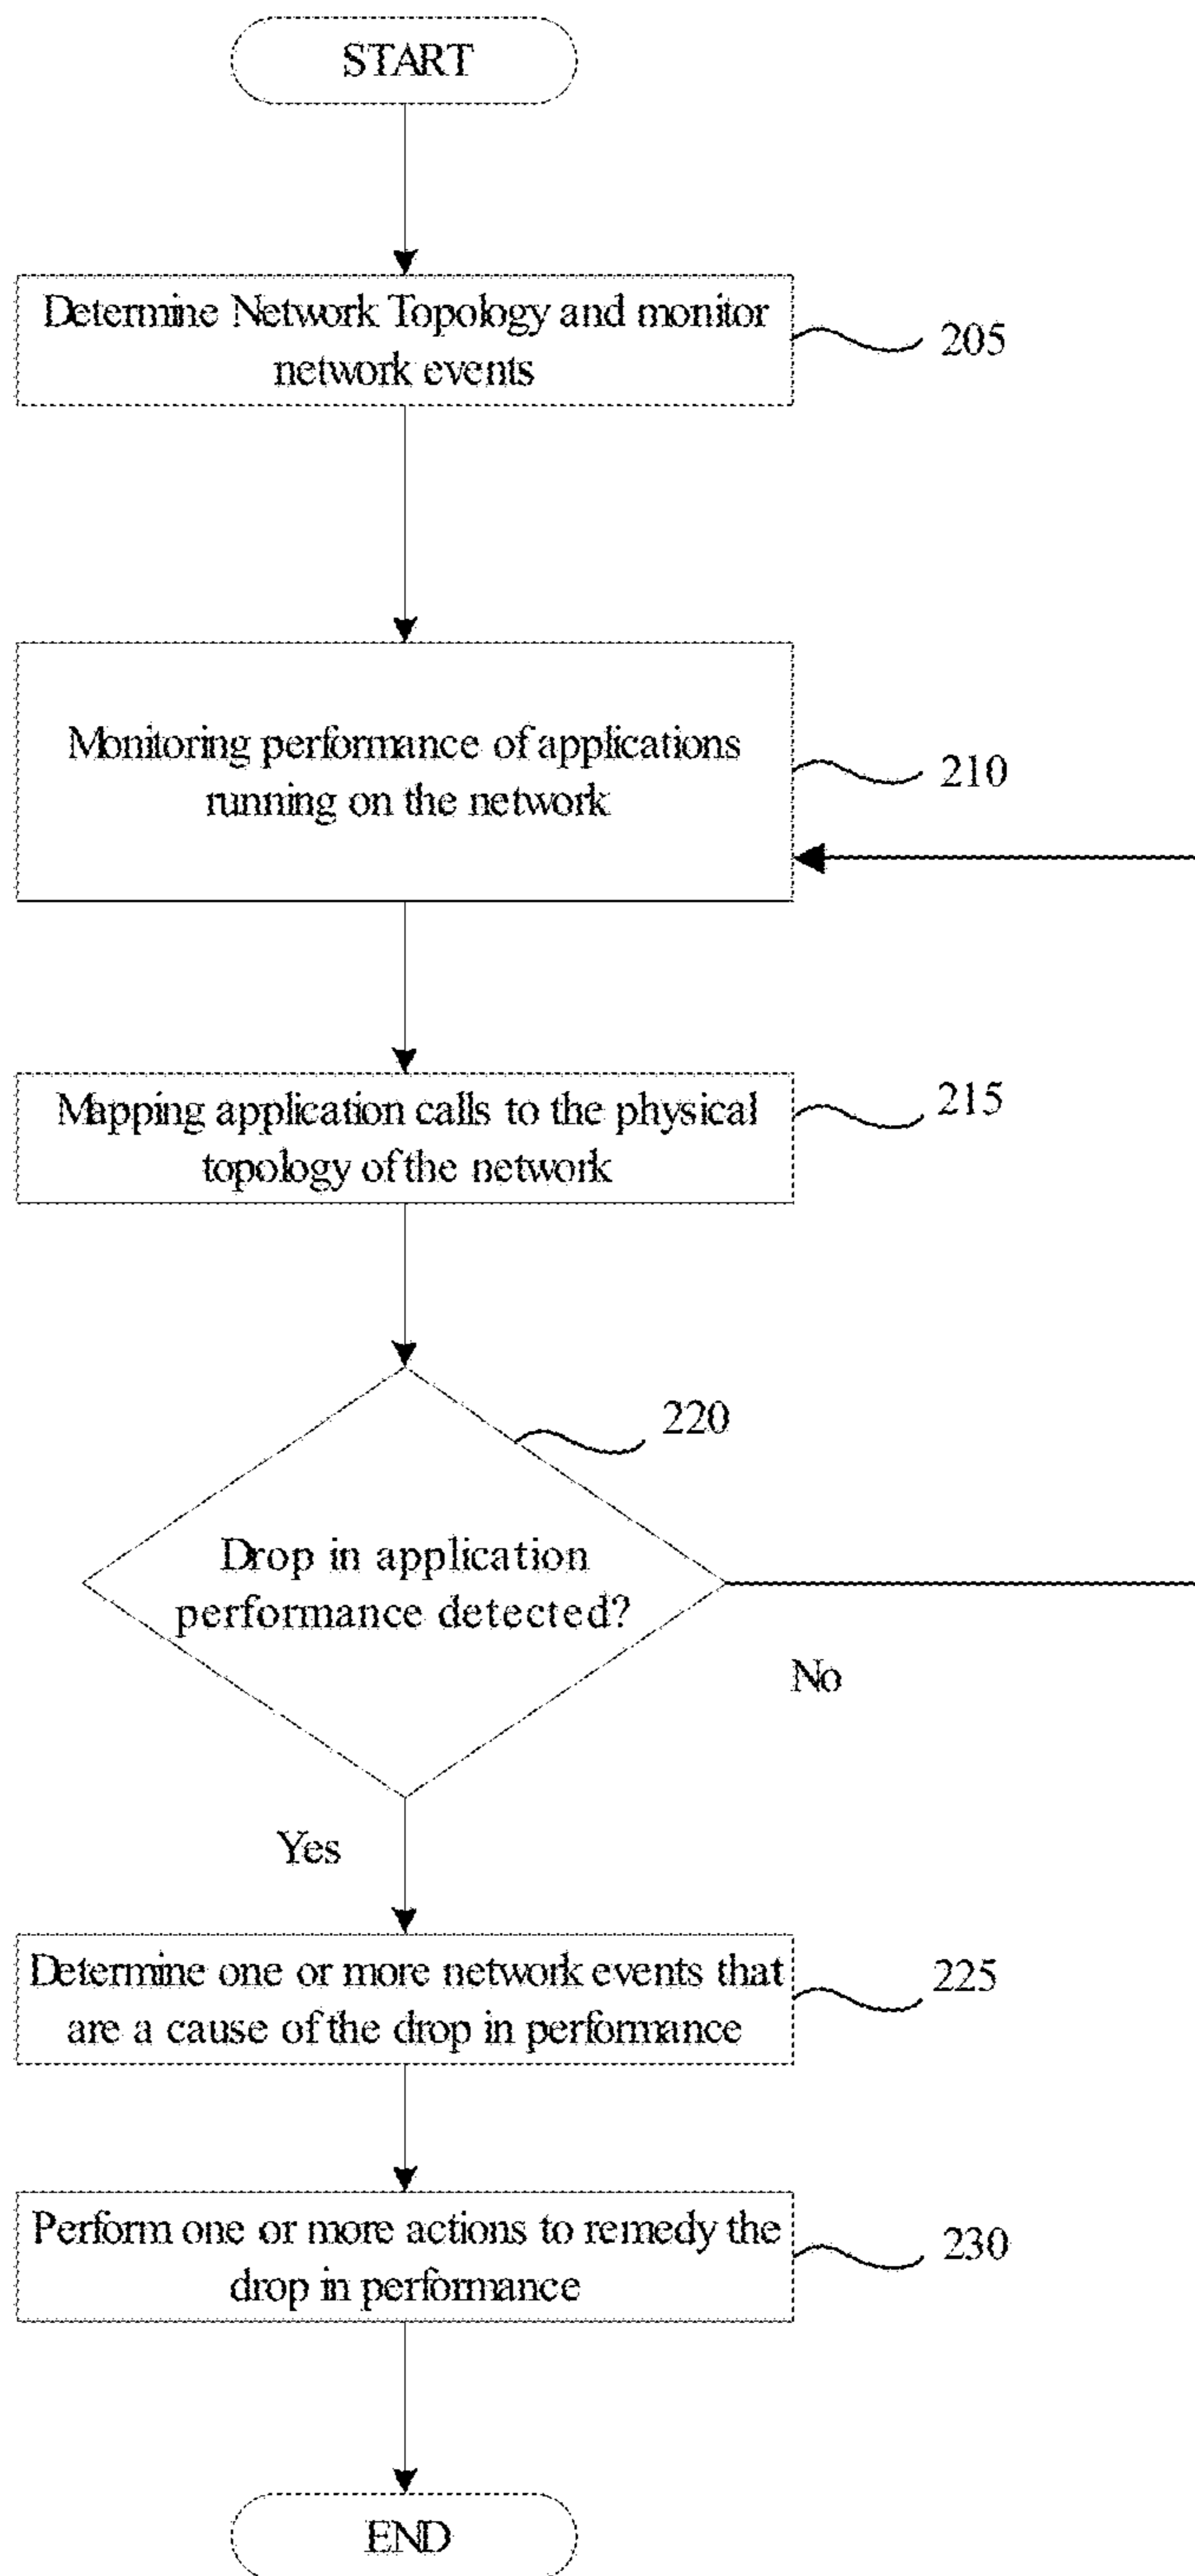 START
Determine Network Topology and monitor
network events
205
Monitoring performance of applications
running on the network
210
Mapping application calls to the physical
topology of the network
215
220
Drop in application
performance detected?
No
Yes
Determine one or more network events that
are a cause of the drop in performance
225
Perform one or more actions to remedy the
drop in performance
230
END